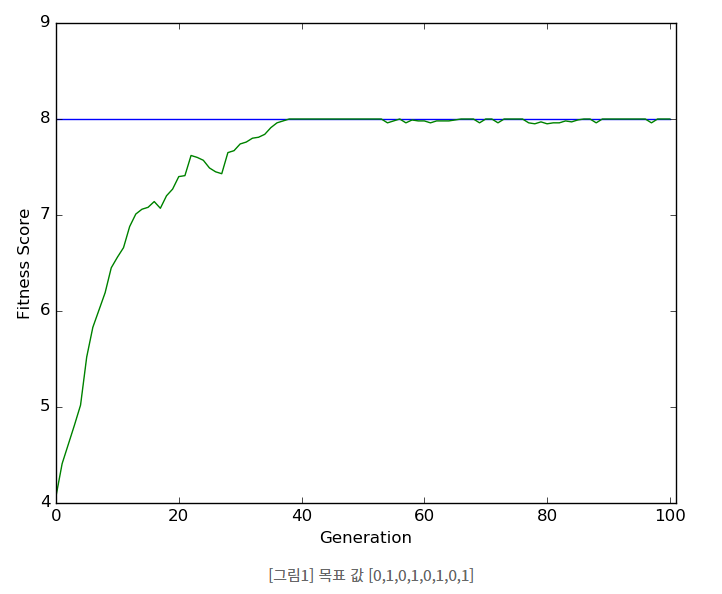 9
8
7
6
5
4
Fitness Score
0 20 40 60 80 100
Generation
[그림1] 목표 값 [0,1,0,1,0,1,0,1]